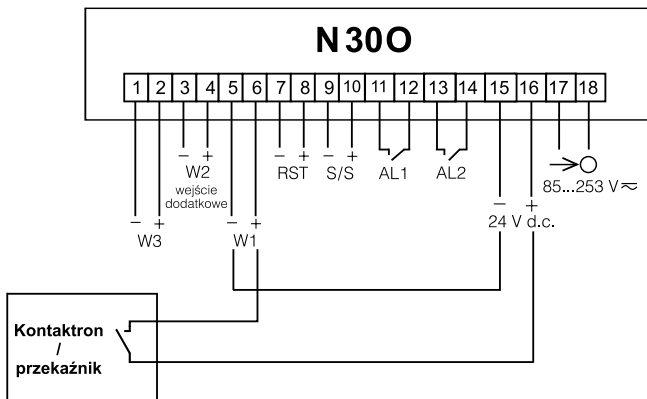 N30O
1 2 3 4 5 6 7 8 9 10 11 12 13 14 15 16 17 18
− + − + − +
W2 RST S/S AL1 AL2
wejście
dodatkowe
85...253 V ≂
− + − + − +
W3 W1 24 V d.c.
Kontaktron
/
przekaźnik